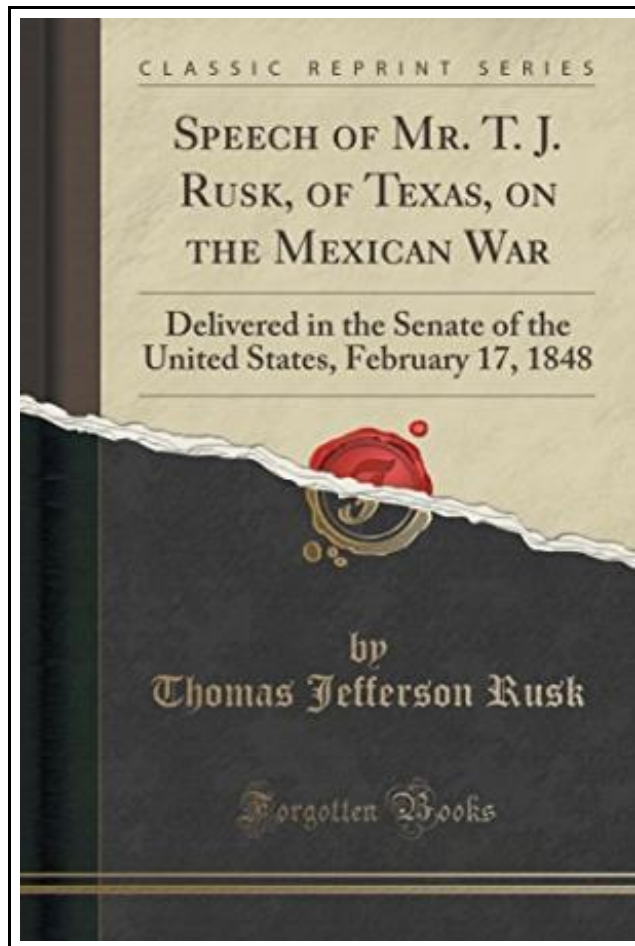 CLASSIC REPRINT SERIES
SPEECH OF MR. T. J.
RUSK, OF TEXAS, ON
THE MEXICAN WAR
Delivered in the Senate of the
United States, February 17, 1848
by
Thomas Jefferson Rusk
Forgotten Books